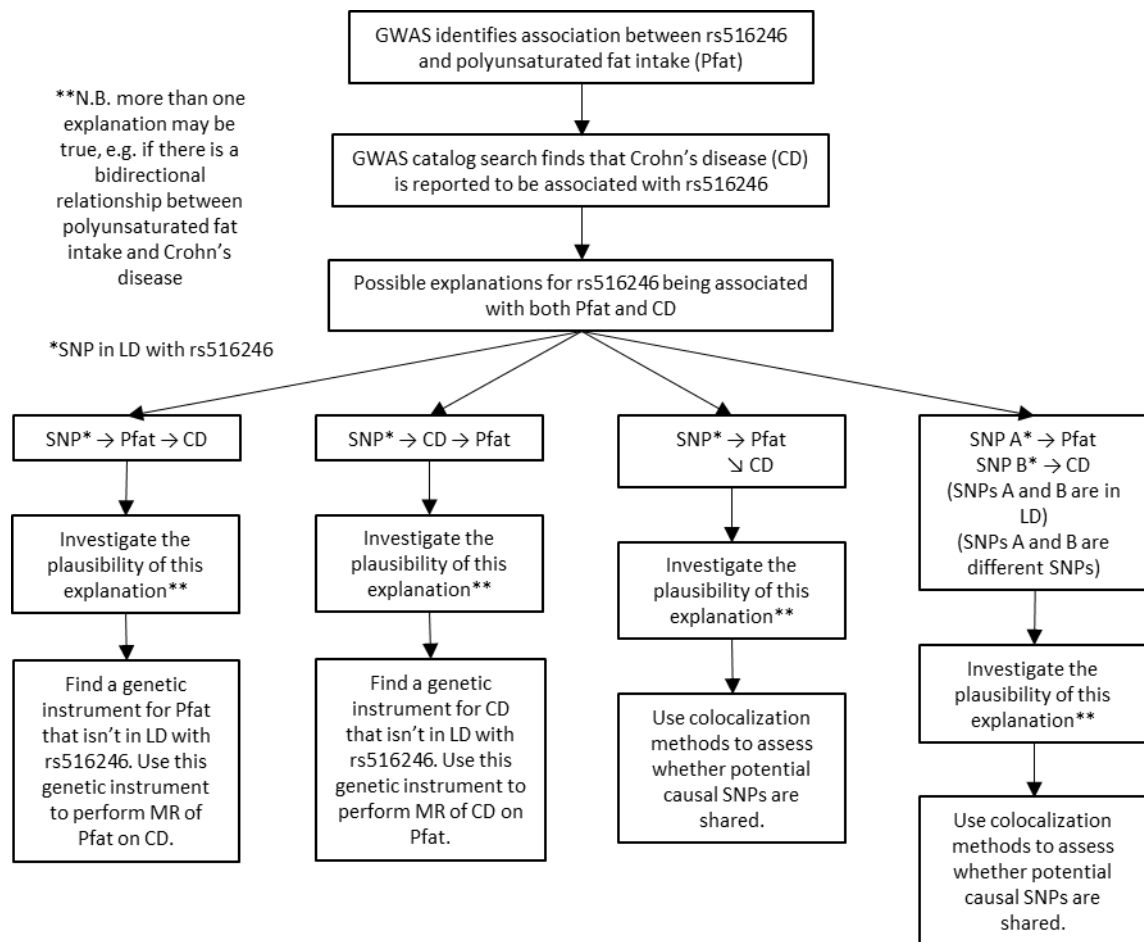 GWAS identifies association between rs516246
and polyunsaturated fat intake (Pfat)
**N.B. more than one
explanation may be
true, e.g. if there is a
bidirectional
relationship between
polyunsaturated fat
intake and Crohn’s
disease
GWAS catalog search finds that Crohn’s disease (CD)
is reported to be associated with rs516246
Possible explanations for rs516246 being associated
with both Pfat and CD
*SNP in LD with rs516246
SNP* → Pfat → CD
Investigate the
plausibility of this
explanation**
Find a genetic
instrument for Pfat
that isn’t in LD with
rs516246. Use this
genetic instrument
to perform MR of
Pfat on CD.
SNP* → CD → Pfat
Investigate the
plausibility of this
explanation**
Find a genetic
instrument for CD
that isn’t in LD with
rs516246. Use this
genetic instrument to
perform MR of CD on
Pfat.
SNP* → Pfat
↘ CD
Investigate the
plausibility of this
explanation**
Use colocalization
methods to assess
whether potential
causal SNPs are
shared.
SNP A* → Pfat
SNP B* → CD
(SNPs A and B are in
LD)
(SNPs A and B are
different SNPs)
Investigate the
plausibility of this
explanation**
Use colocalization
methods to assess
whether potential
causal SNPs are
shared.